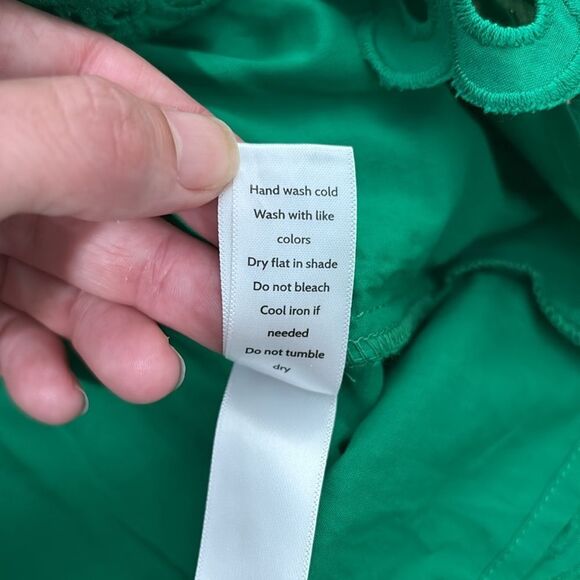 Hand wash cold
Wash with like
colors
Dry flat in shade
Do not bleach
Cool iron if
needed
Do not tumble
dry